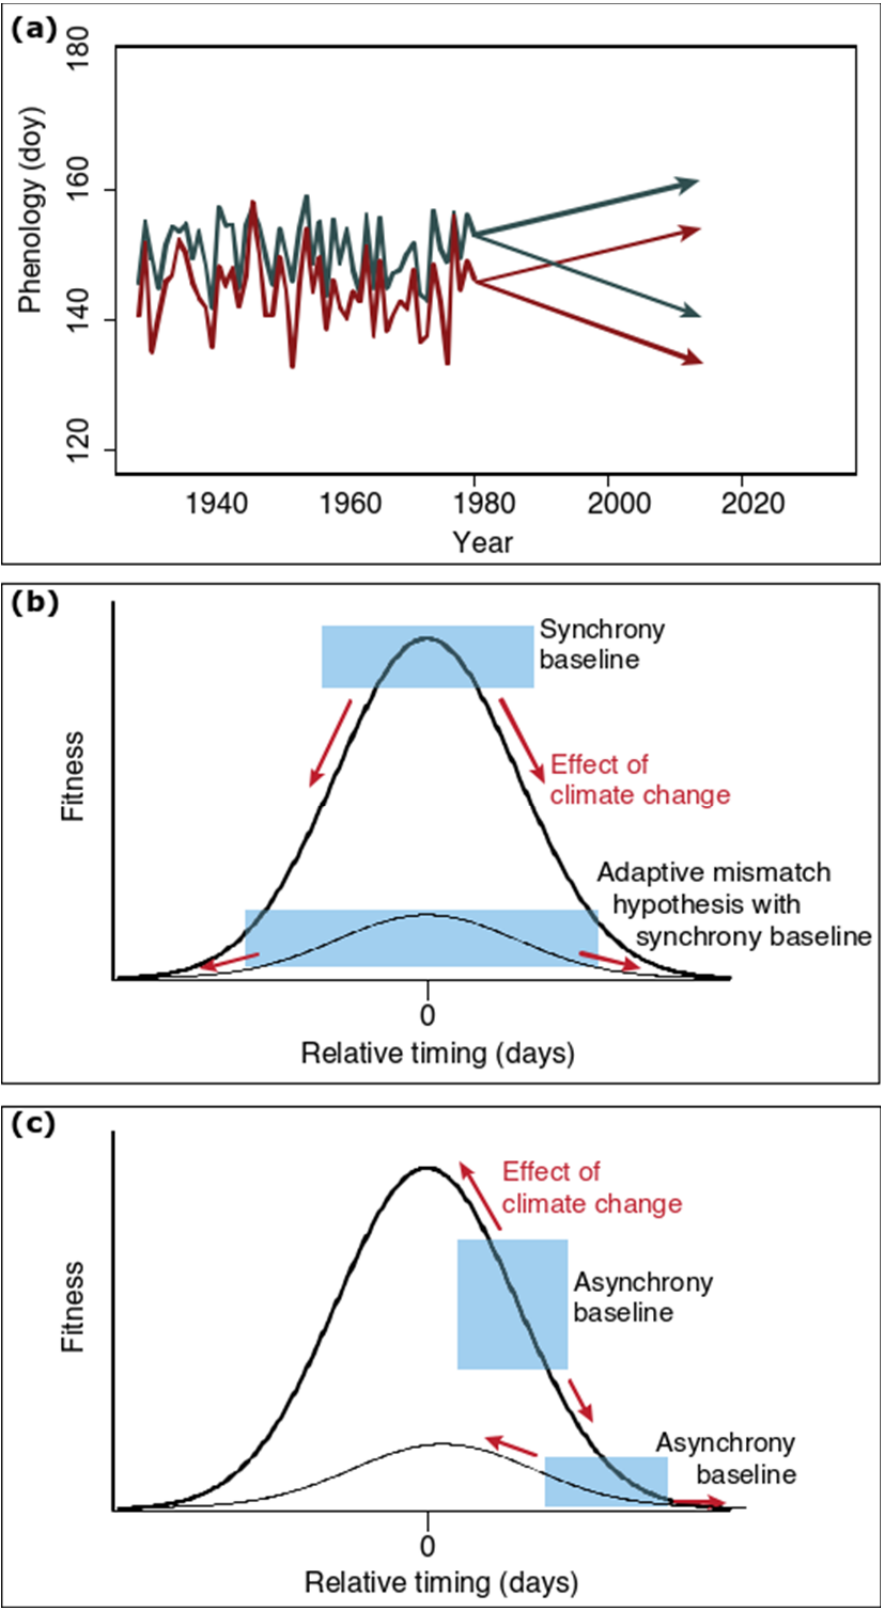 (a)
180
160
140
120
Phenology (doy)
1940 1960 1980 2000 2020
Year
(b)
Synchrony
baseline
Effect of
climate change
Adaptive mismatch
hypothesis with
synchrony baseline
Fitness
0
Relative timing (days)
(c)
Effect of
climate change
Asynchrony
baseline
Asynchrony
baseline
Fitness
0
Relative timing (days)